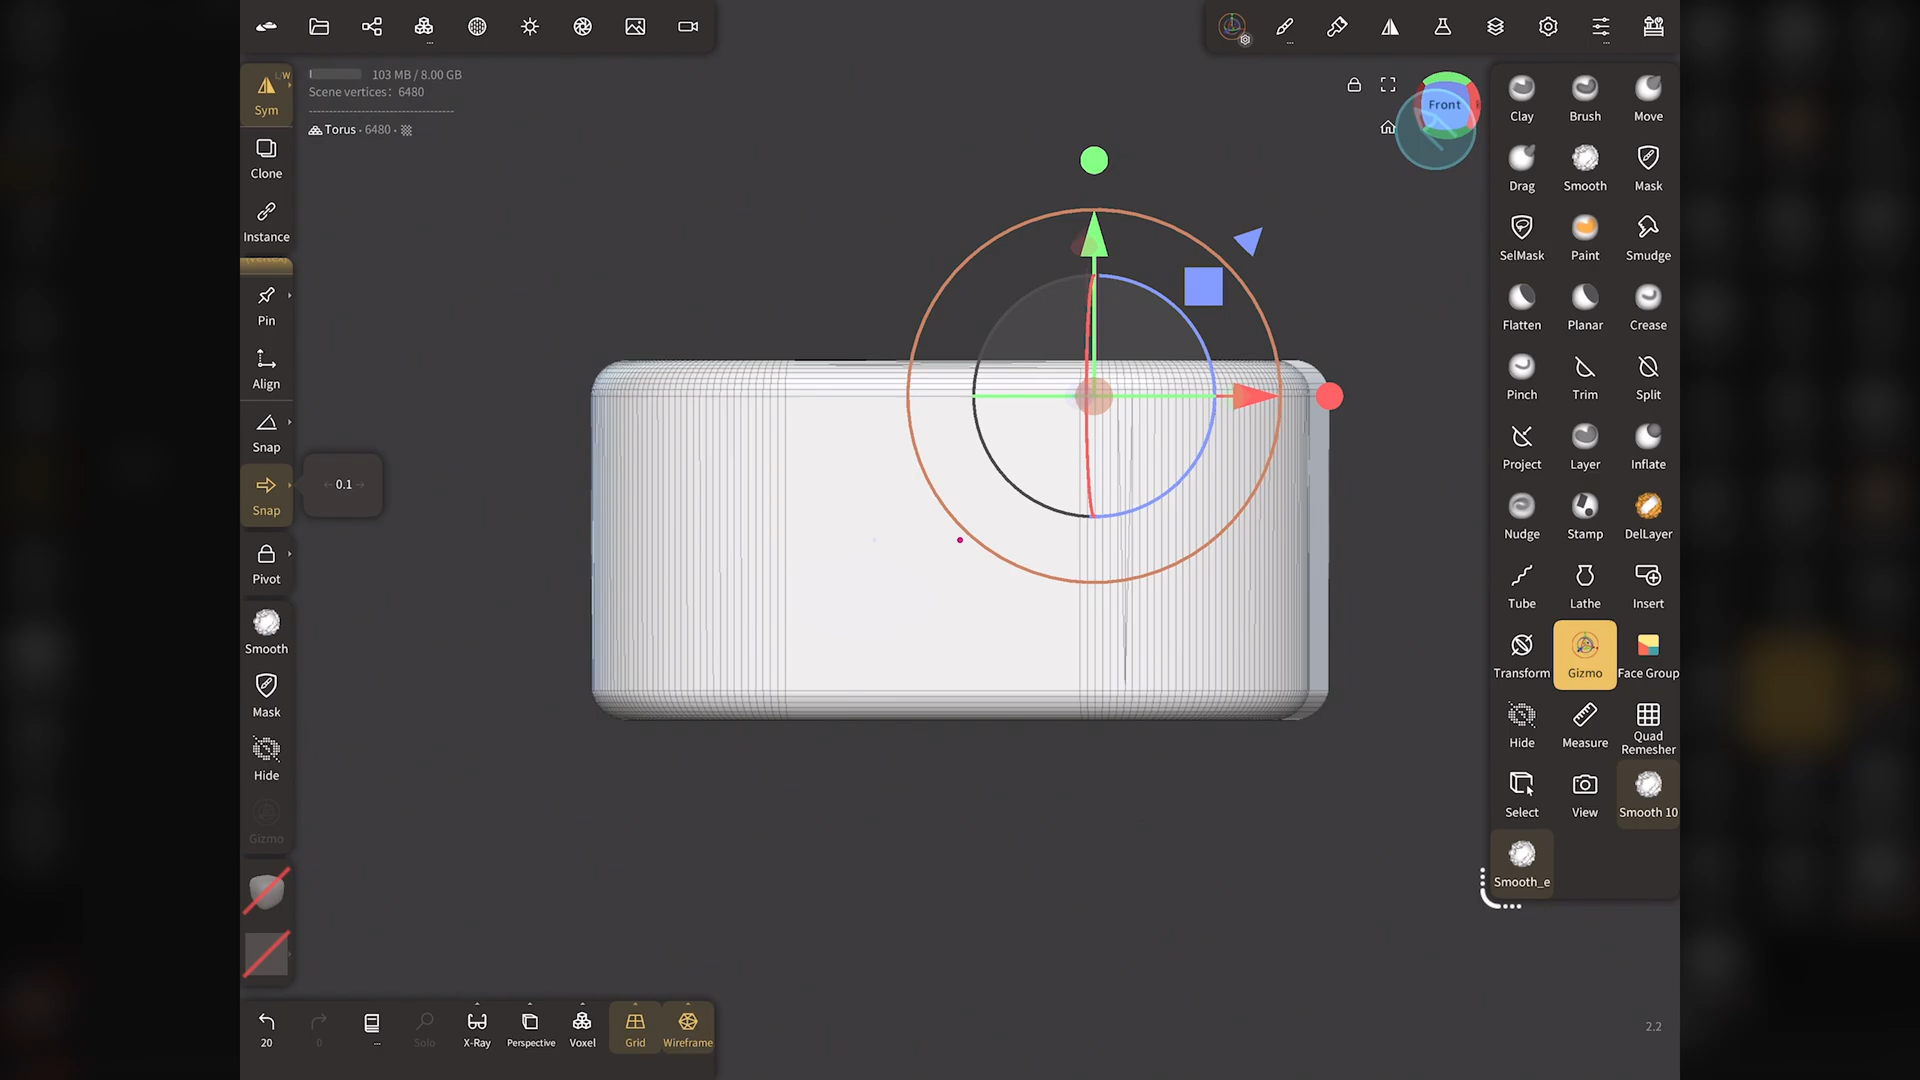 103 MB / 8.00 GB
Scene vertices: 6480
Torus · 6480 ·
L/W
Sym
Clone
Instance
(Vertex)
Pin
Align
Snap
Snap
0.1
Pivot
Smooth
Mask
Hide
Gizmo
Front
Clay
Brush
Move
Drag
Smooth
Mask
SelMask
Paint
Smudge
Flatten
Planar
Crease
Pinch
Trim
Split
Project
Layer
Inflate
Nudge
Stamp
DelLayer
Tube
Lathe
Insert
Transform
Gizmo
Face Group
Hide
Measure
Quad
Remesher
Select
View
Smooth 10
Smooth_e
20
0
...
Solo
X-Ray
Perspective
Voxel
Grid
Wireframe
2.2